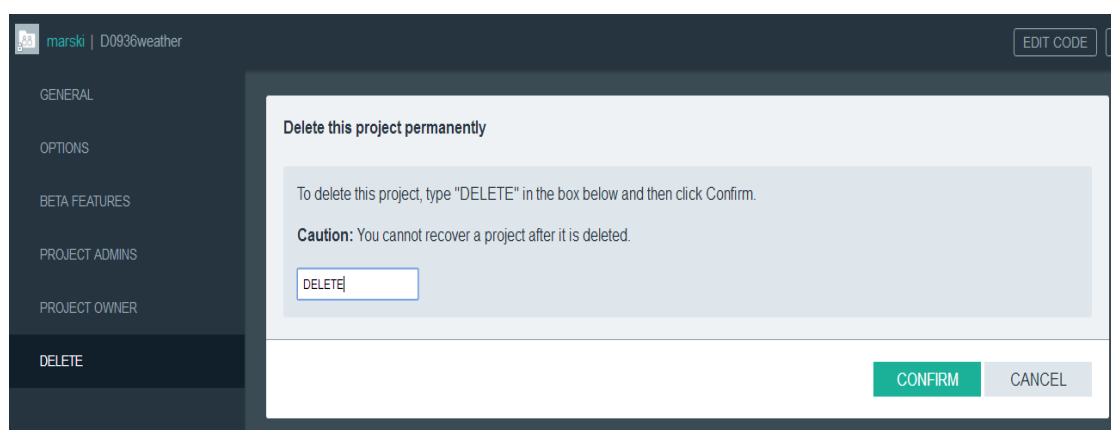 marski | D0936weather
EDIT CODE
GENERAL
OPTIONS
BETA FEATURES
PROJECT ADMINS
PROJECT OWNER
DELETE
Delete this project permanently
To delete this project, type "DELETE" in the box below and then click Confirm.
Caution: You cannot recover a project after it is deleted.
DELETE
CONFIRM
CANCEL